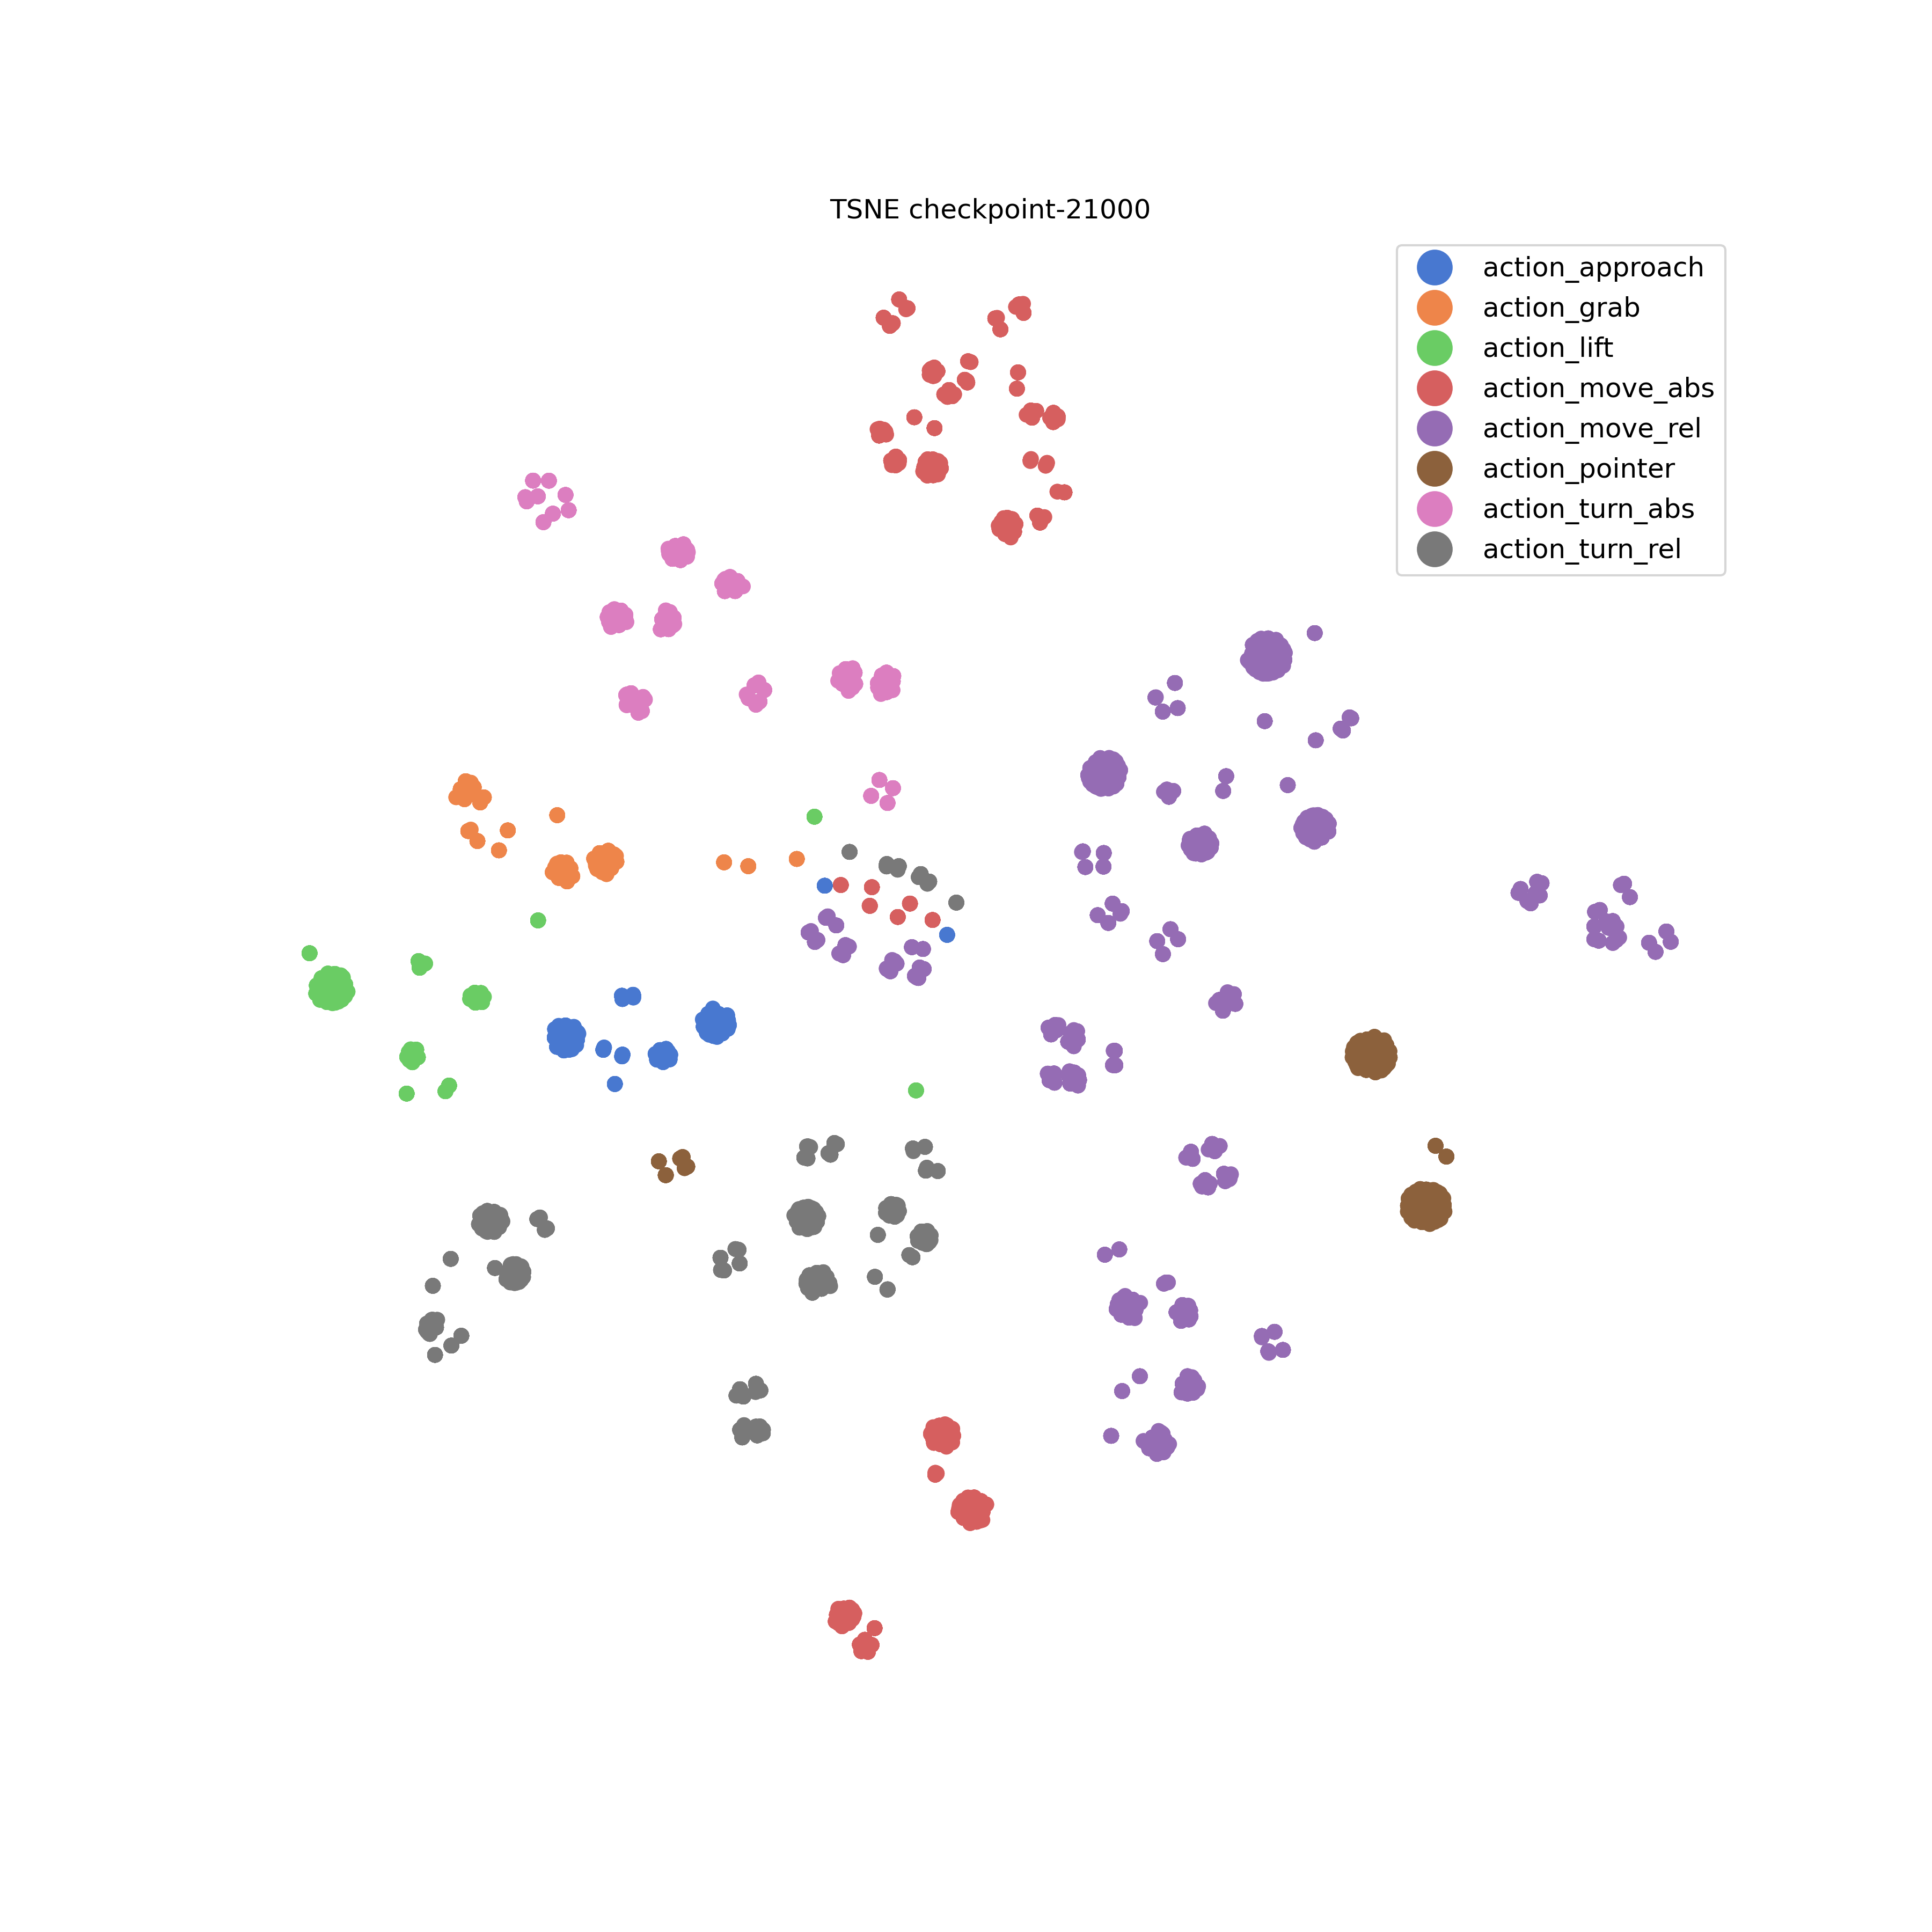 TSNE checkpoint-21000
action_approach
action_grab
action_lift
action_move_abs
action_move_rel
action_pointer
action_turn_abs
action_turn_rel